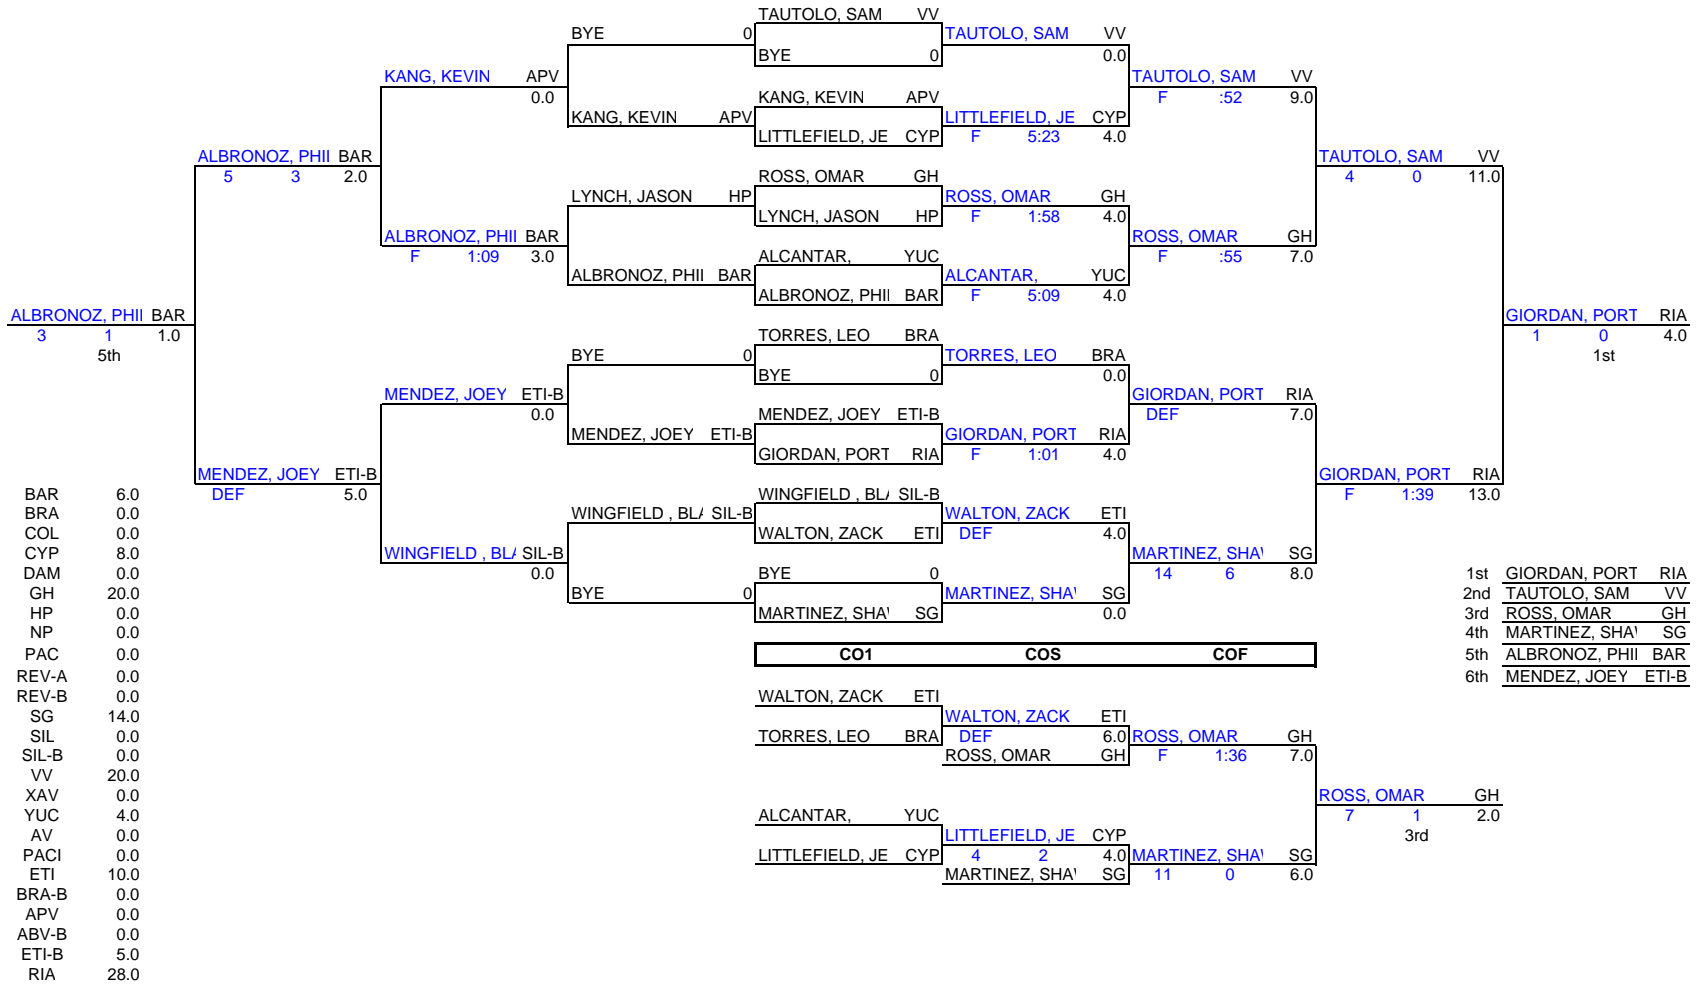 TAUTOLO, SAM VV
BYE 0 TAUTOLO, SAM VV
BYE 0 0.0
KANG, KEVIN APV TAUTOLO, SAM VV
0.0 KANG, KEVIN APV F :52 9.0
KANG, KEVIN APV LITTLEFIELD, JE CYP
LITTLEFIELD, JE CYP F 5:23 4.0
ALBRONOZ, PHII BAR TAUTOLO, SAM VV
5 3 2.0 ROSS, OMAR GH 4 0 11.0
LYNCH, JASON HP ROSS, OMAR GH
LYNCH, JASON HP F 1:58 4.0
ALBRONOZ, PHII BAR ROSS, OMAR GH
F 1:09 3.0 ALCANTAR, YUC F :55 7.0
ALBRONOZ, PHII BAR ALCANTAR, YUC
ALBRONOZ, PHII BAR F 5:09 4.0
ALBRONOZ, PHII BAR GIORDAN, PORT RIA
3 1 1.0 TORRES, LEO BRA 1 0 4.0
5th BYE 0 TORRES, LEO BRA 1st
BYE 0 0.0
MENDEZ, JOEY ETI-B GIORDAN, PORT RIA
0.0 MENDEZ, JOEY ETI-B DEF 7.0
MENDEZ, JOEY ETI-B GIORDAN, PORT RIA
GIORDAN, PORT RIA F 1:01 4.0
MENDEZ, JOEY ETI-B GIORDAN, PORT RIA
BAR 6.0 DEF 5.0 WINGFIELD , BLA SIL-B F 1:39 13.0
BRA 0.0 WINGFIELD , BLA SIL-B WALTON, ZACK ETI
COL 0.0 WALTON, ZACK ETI DEF 4.0
CYP 8.0 WINGFIELD , BLA SIL-B MARTINEZ, SHAW SG
DAM 0.0 0.0 BYE 0 14 6 8.0 1st GIORDAN, PORT RIA
GH 20.0 BYE 0 MARTINEZ, SHAW SG 2nd TAUTOLO, SAM VV
HP 0.0 MARTINEZ, SHAW SG 0.0 3rd ROSS, OMAR GH
NP 0.0 4th MARTINEZ, SHAW SG
PAC 0.0 CO1 COS COF 5th ALBRONOZ, PHII BAR
REV-A 0.0 6th MENDEZ, JOEY ETI-B
REV-B 0.0 WALTON, ZACK ETI
SG 14.0 WALTON, ZACK ETI
SIL 0.0 TORRES, LEO BRA DEF 6.0 ROSS, OMAR GH
SIL-B 0.0 ROSS, OMAR GH F 1:36 7.0
VV 20.0
XAV 0.0 ROSS, OMAR GH
YUC 4.0 ALCANTAR, YUC 7 1 2.0
AV 0.0 LITTLEFIELD, JE CYP 3rd
PACI 0.0 LITTLEFIELD, JE CYP 4 2 4.0 MARTINEZ, SHAW SG
ETI 10.0 MARTINEZ, SHAW SG 11 0 6.0
BRA-B 0.0
APV 0.0
ABV-B 0.0
ETI-B 5.0
RIA 28.0